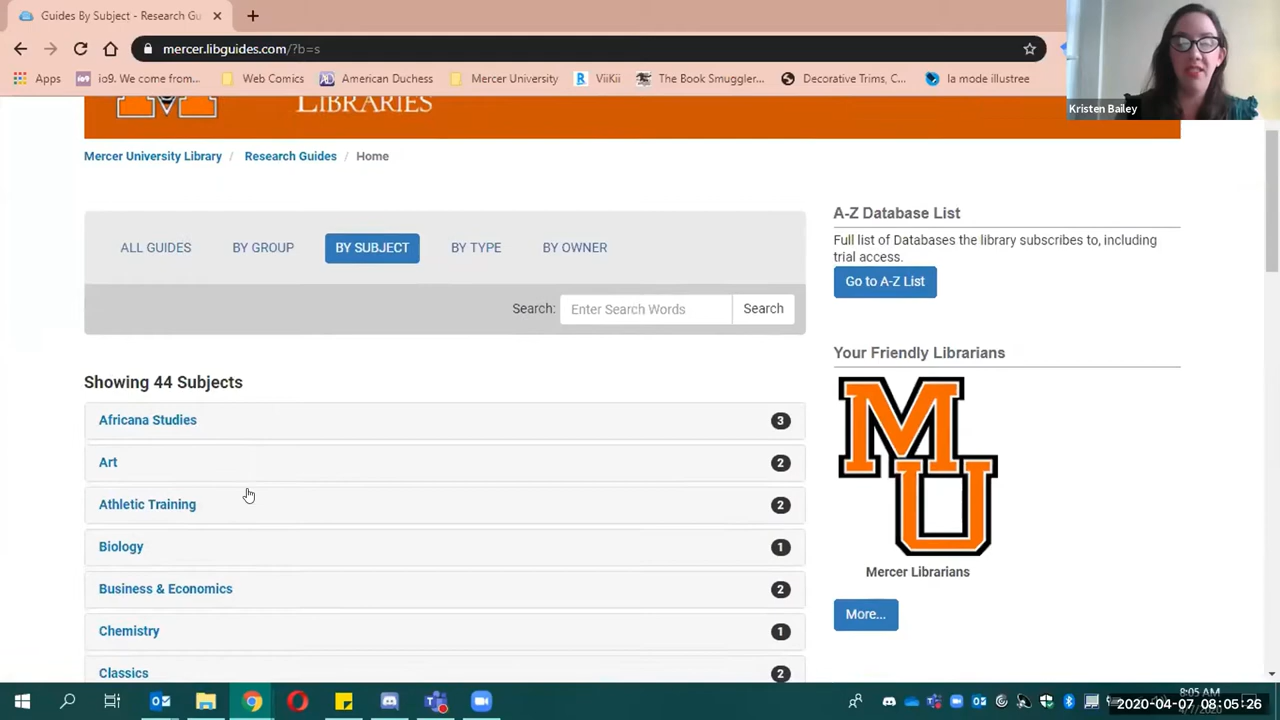 Guides By Subject - Research Gu
mercer.libguides.com/?b=s
Apps
io9. We come from...
Web Comics
American Duchess
Mercer University
ViiKii
The Book Smuggler...
Decorative Trims, C...
la mode illustree
Kristen Bailey
LIBRARIES
Mercer University Library / Research Guides / Home
ALL GUIDES
BY GROUP
BY SUBJECT
BY TYPE
BY OWNER
Search:
Enter Search Words
Search
Showing 44 Subjects
Africana Studies 3
Art 2
Athletic Training 2
Biology 1
Business & Economics 2
Chemistry 1
Classics 2
A-Z Database List
Full list of Databases the library subscribes to, including
trial access.
Go to A-Z List
Your Friendly Librarians
MU
Mercer Librarians
More...
8:05 AM
2020-04-07 08:05:26